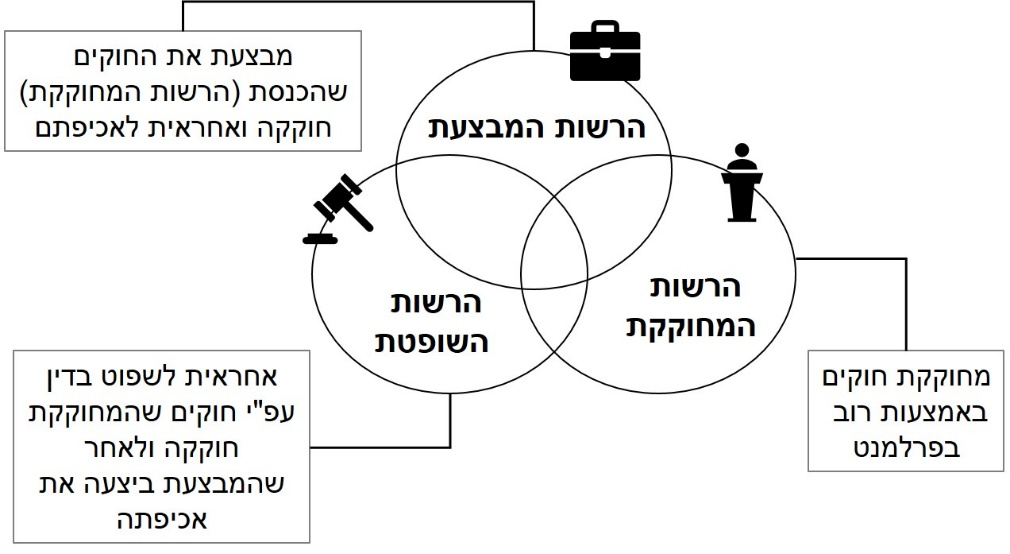 מבצעת את החוקים
שהכנסת (הרשות המחוקקת)
חוקקה ואחראית לאכיפתם
הרשות המבצעת
הרשות
המחוקקת
הרשות
השופטת
מחוקקת חוקים
באמצעות רוב
בפרלמנט
אחראית לשפוט בדין
עפ"י חוקים שהמחוקקת
חוקקה ולאחר
שהמבצעת ביצעה את
אכיפתה